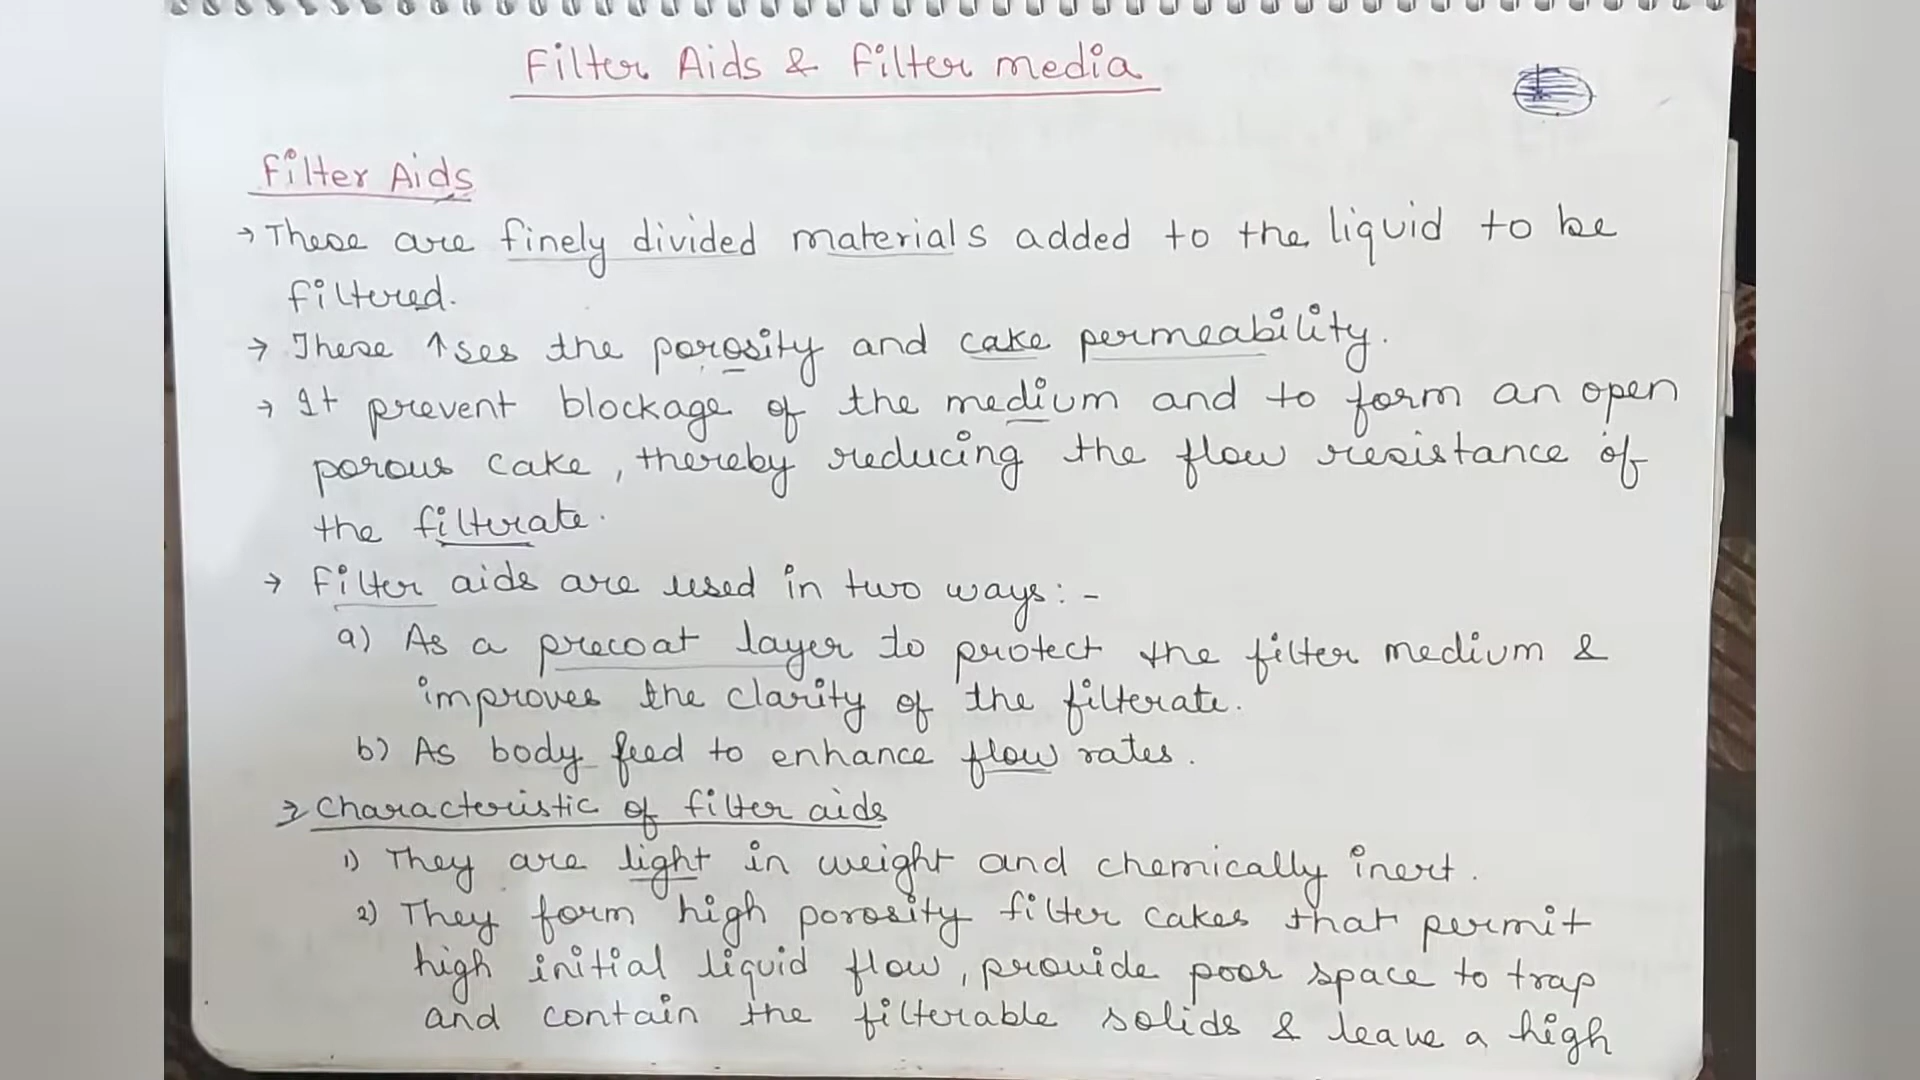 Filter Aids & Filter media
Filter Aids
→ These are finely divided materials added to the liquid to be
filtered.
→ These ↑ses the porosity and cake permeability.
→ It prevent blockage of the medium and to form an open
porous cake, thereby reducing the flow resistance of
the filterate.
→ Filter aids are used in two ways: -
a) As a precoat layer to protect the filter medium &
improves the clarity of the filterate.
b) As body feed to enhance flow rates.
→ Characteristic of filter aids
1) They are light in weight and chemically inert.
2) They form high porosity filter cakes that permit
high initial liquid flow, provide poor space to trap
and contain the filterable solids & leave a high